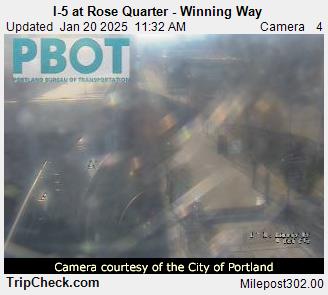 I-5 at Rose Quarter - Winning Way
Updated Jan 20 2025 11:32 AM Camera 4
PBOT
PORTLAND BUREAU OF TRANSPORTATION
Camera courtesy of the City of Portland
TripCheck.com Milepost302.00